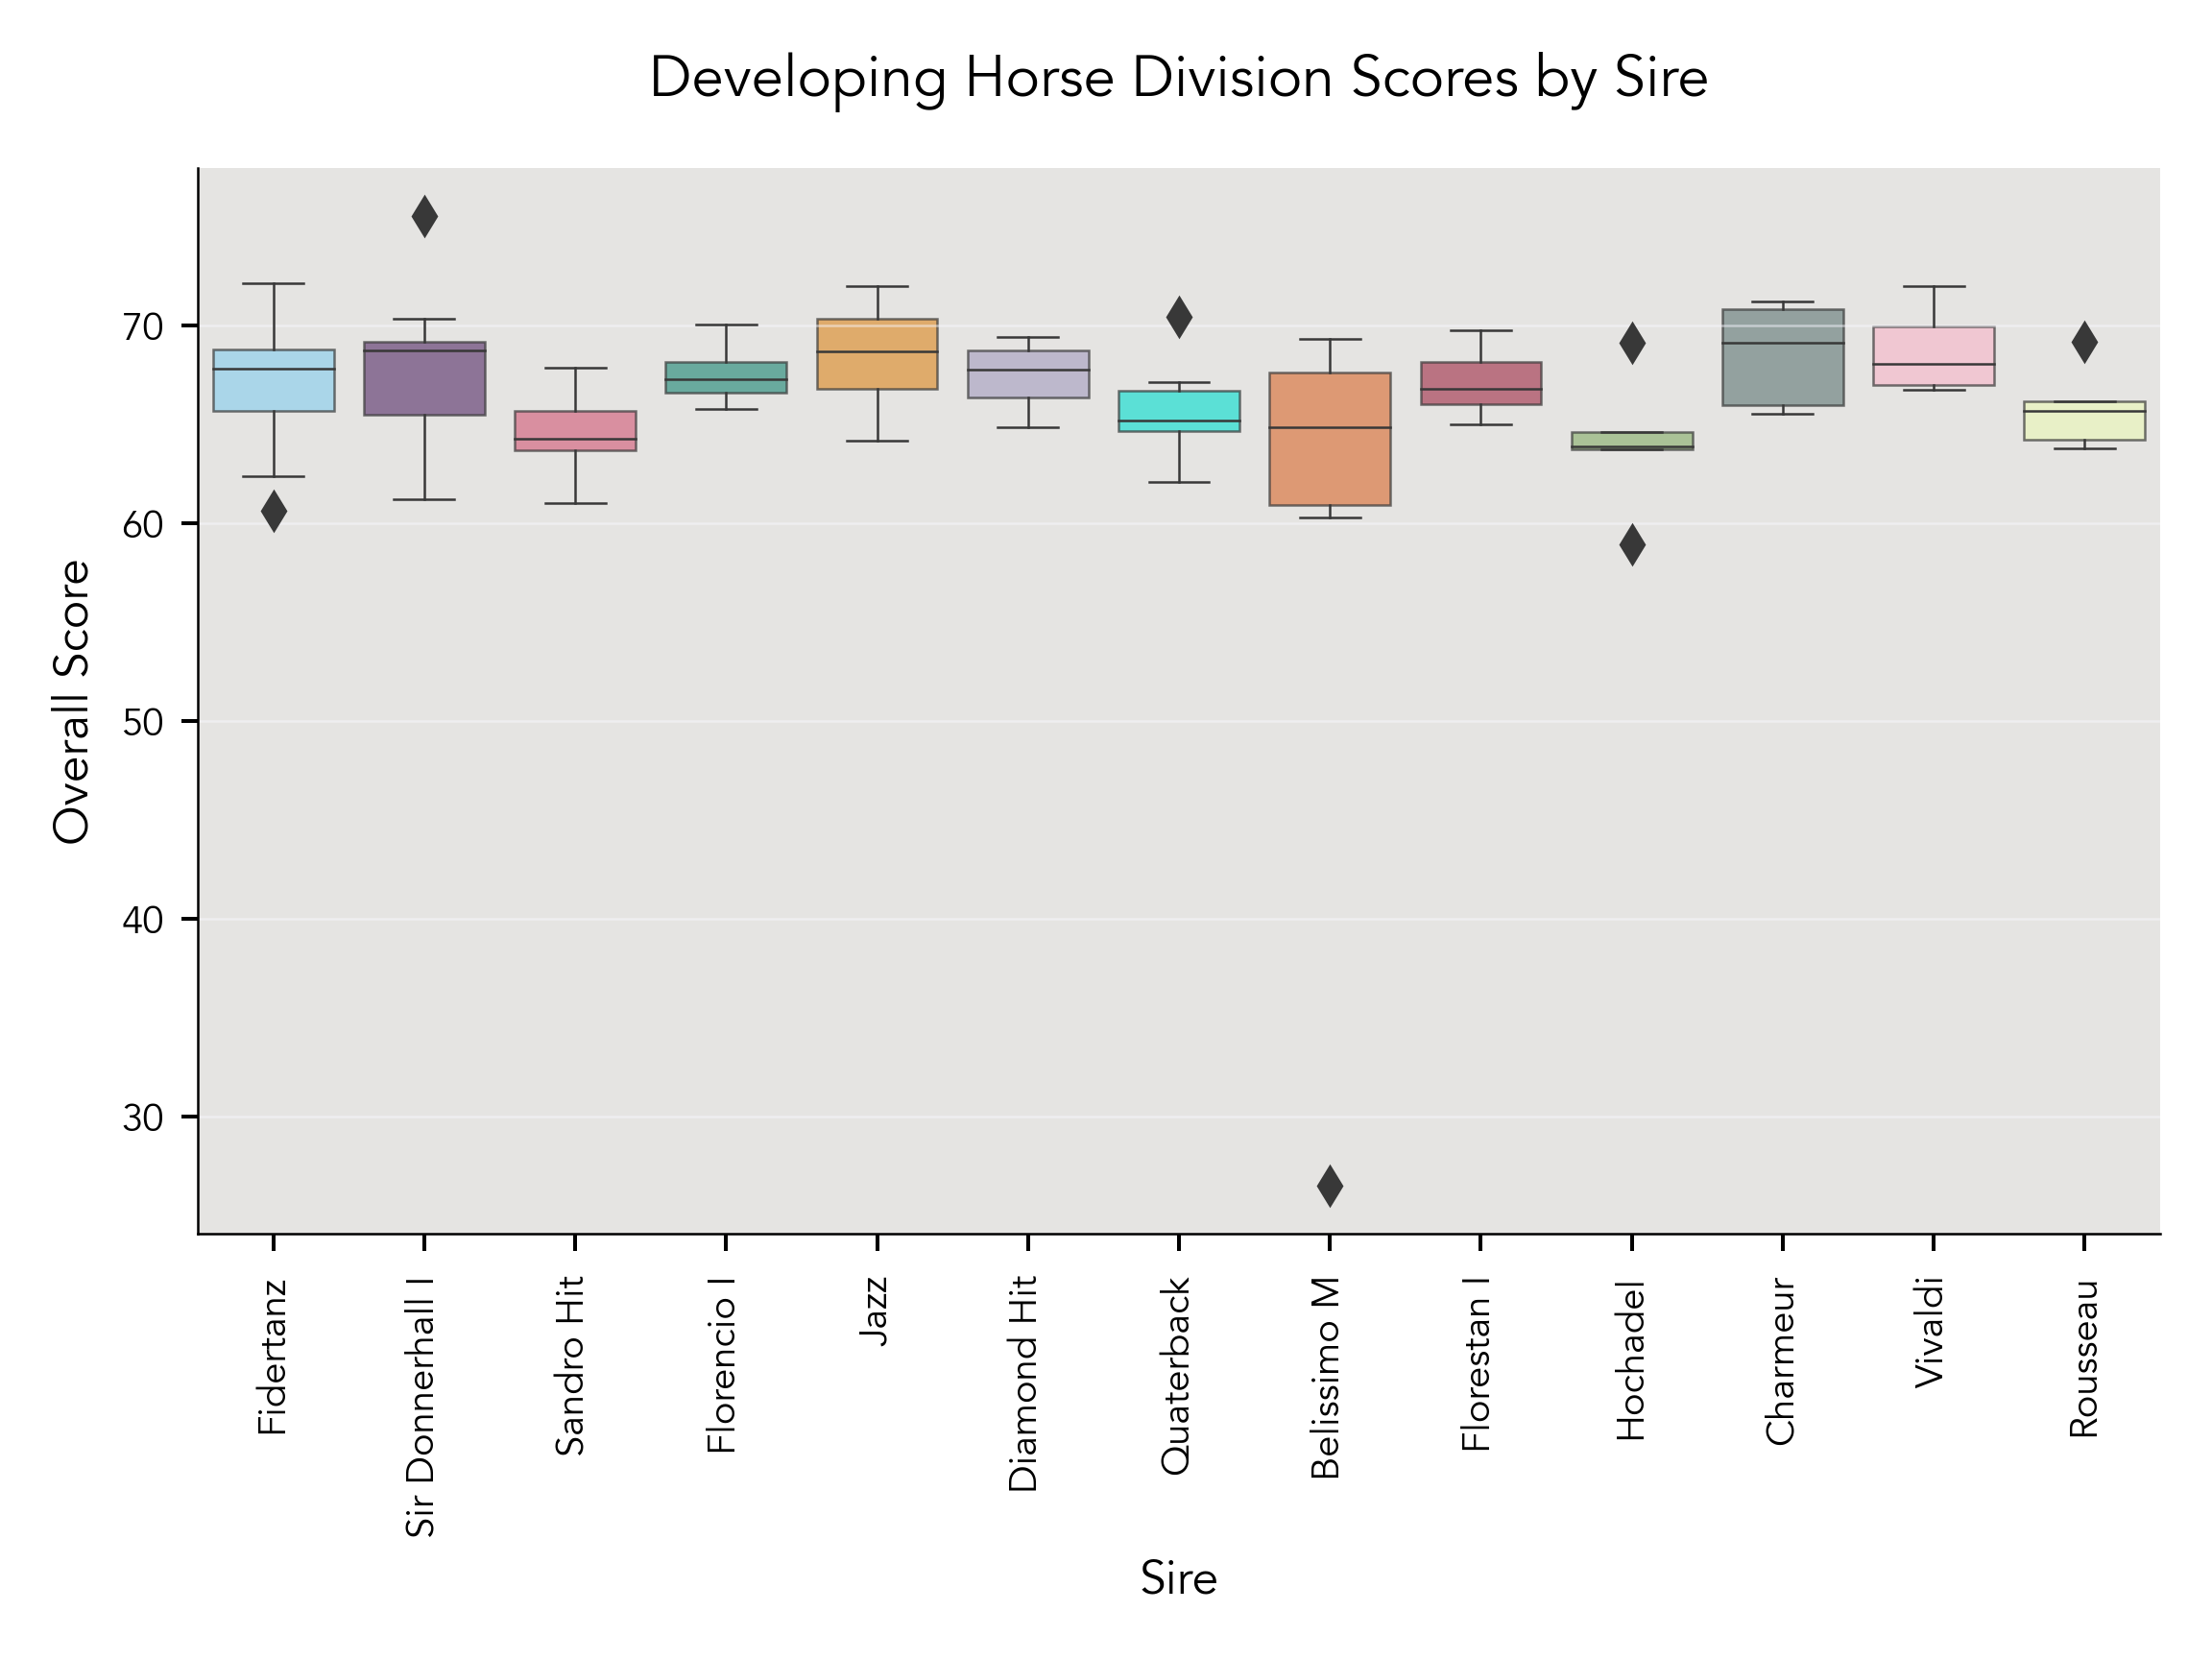 Developing Horse Division Scores by Sire
Overall Score
70
60
50
40
30
Fidertanz
Sir Donnerhall I
Sandro Hit
Florencio I
Jazz
Diamond Hit
Quaterback
Belissimo M
Florestan I
Hochadel
Charmeur
Vivaldi
Rousseau
Sire